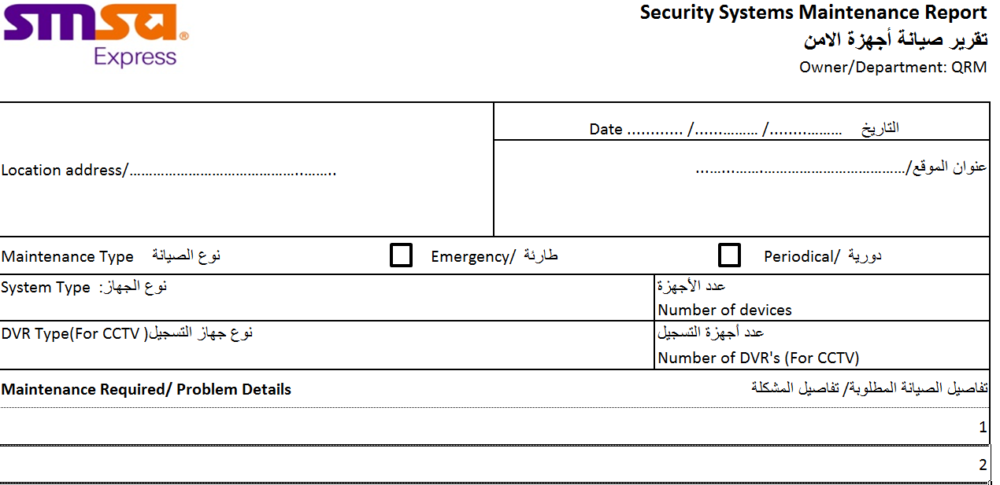 smsa®
Express
Security Systems Maintenance Report
تقرير صيانة أجهزة الامن
Owner/Department: QRM
Date ............ /......……… /........……… التاريخ
Location address/……………………………………..……..
عنوان الموقع/………………………………………….……...
Maintenance Type نوع الصيانة
Emergency/ طارئة
Periodical/ دورية
System Type نوع الجهاز:
عدد الأجهزة
Number of devices
DVR Type(For CCTV )نوع جهاز التسجيل
عدد أجهزة التسجيل
Number of DVR's (For CCTV)
Maintenance Required/ Problem Details تفاصيل الصيانة المطلوبة/ تفاصيل المشكلة
1
2